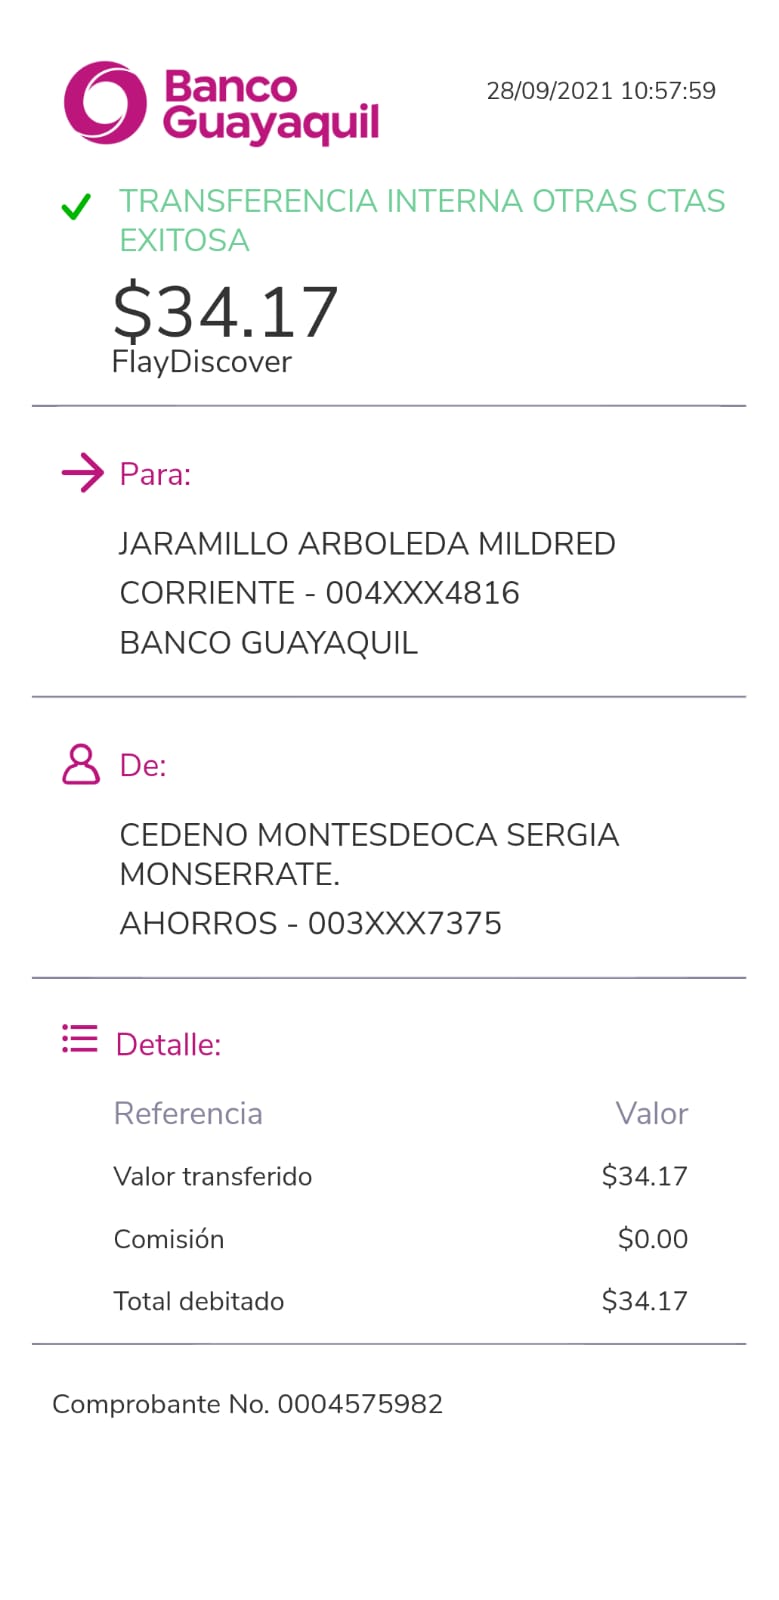 Banco
Guayaquil
28/09/2021 10:57:59
TRANSFERENCIA INTERNA OTRAS CTAS
EXITOSA
$34.17
FlayDiscover
Para:
JARAMILLO ARBOLEDA MILDRED
CORRIENTE - 004XXX4816
BANCO GUAYAQUIL
De:
CEDENO MONTESDEOCA SERGIA
MONSERRATE.
AHORROS - 003XXX7375
Detalle:
Referencia Valor
Valor transferido $34.17
Comisión $0.00
Total debitado $34.17
Comprobante No. 0004575982